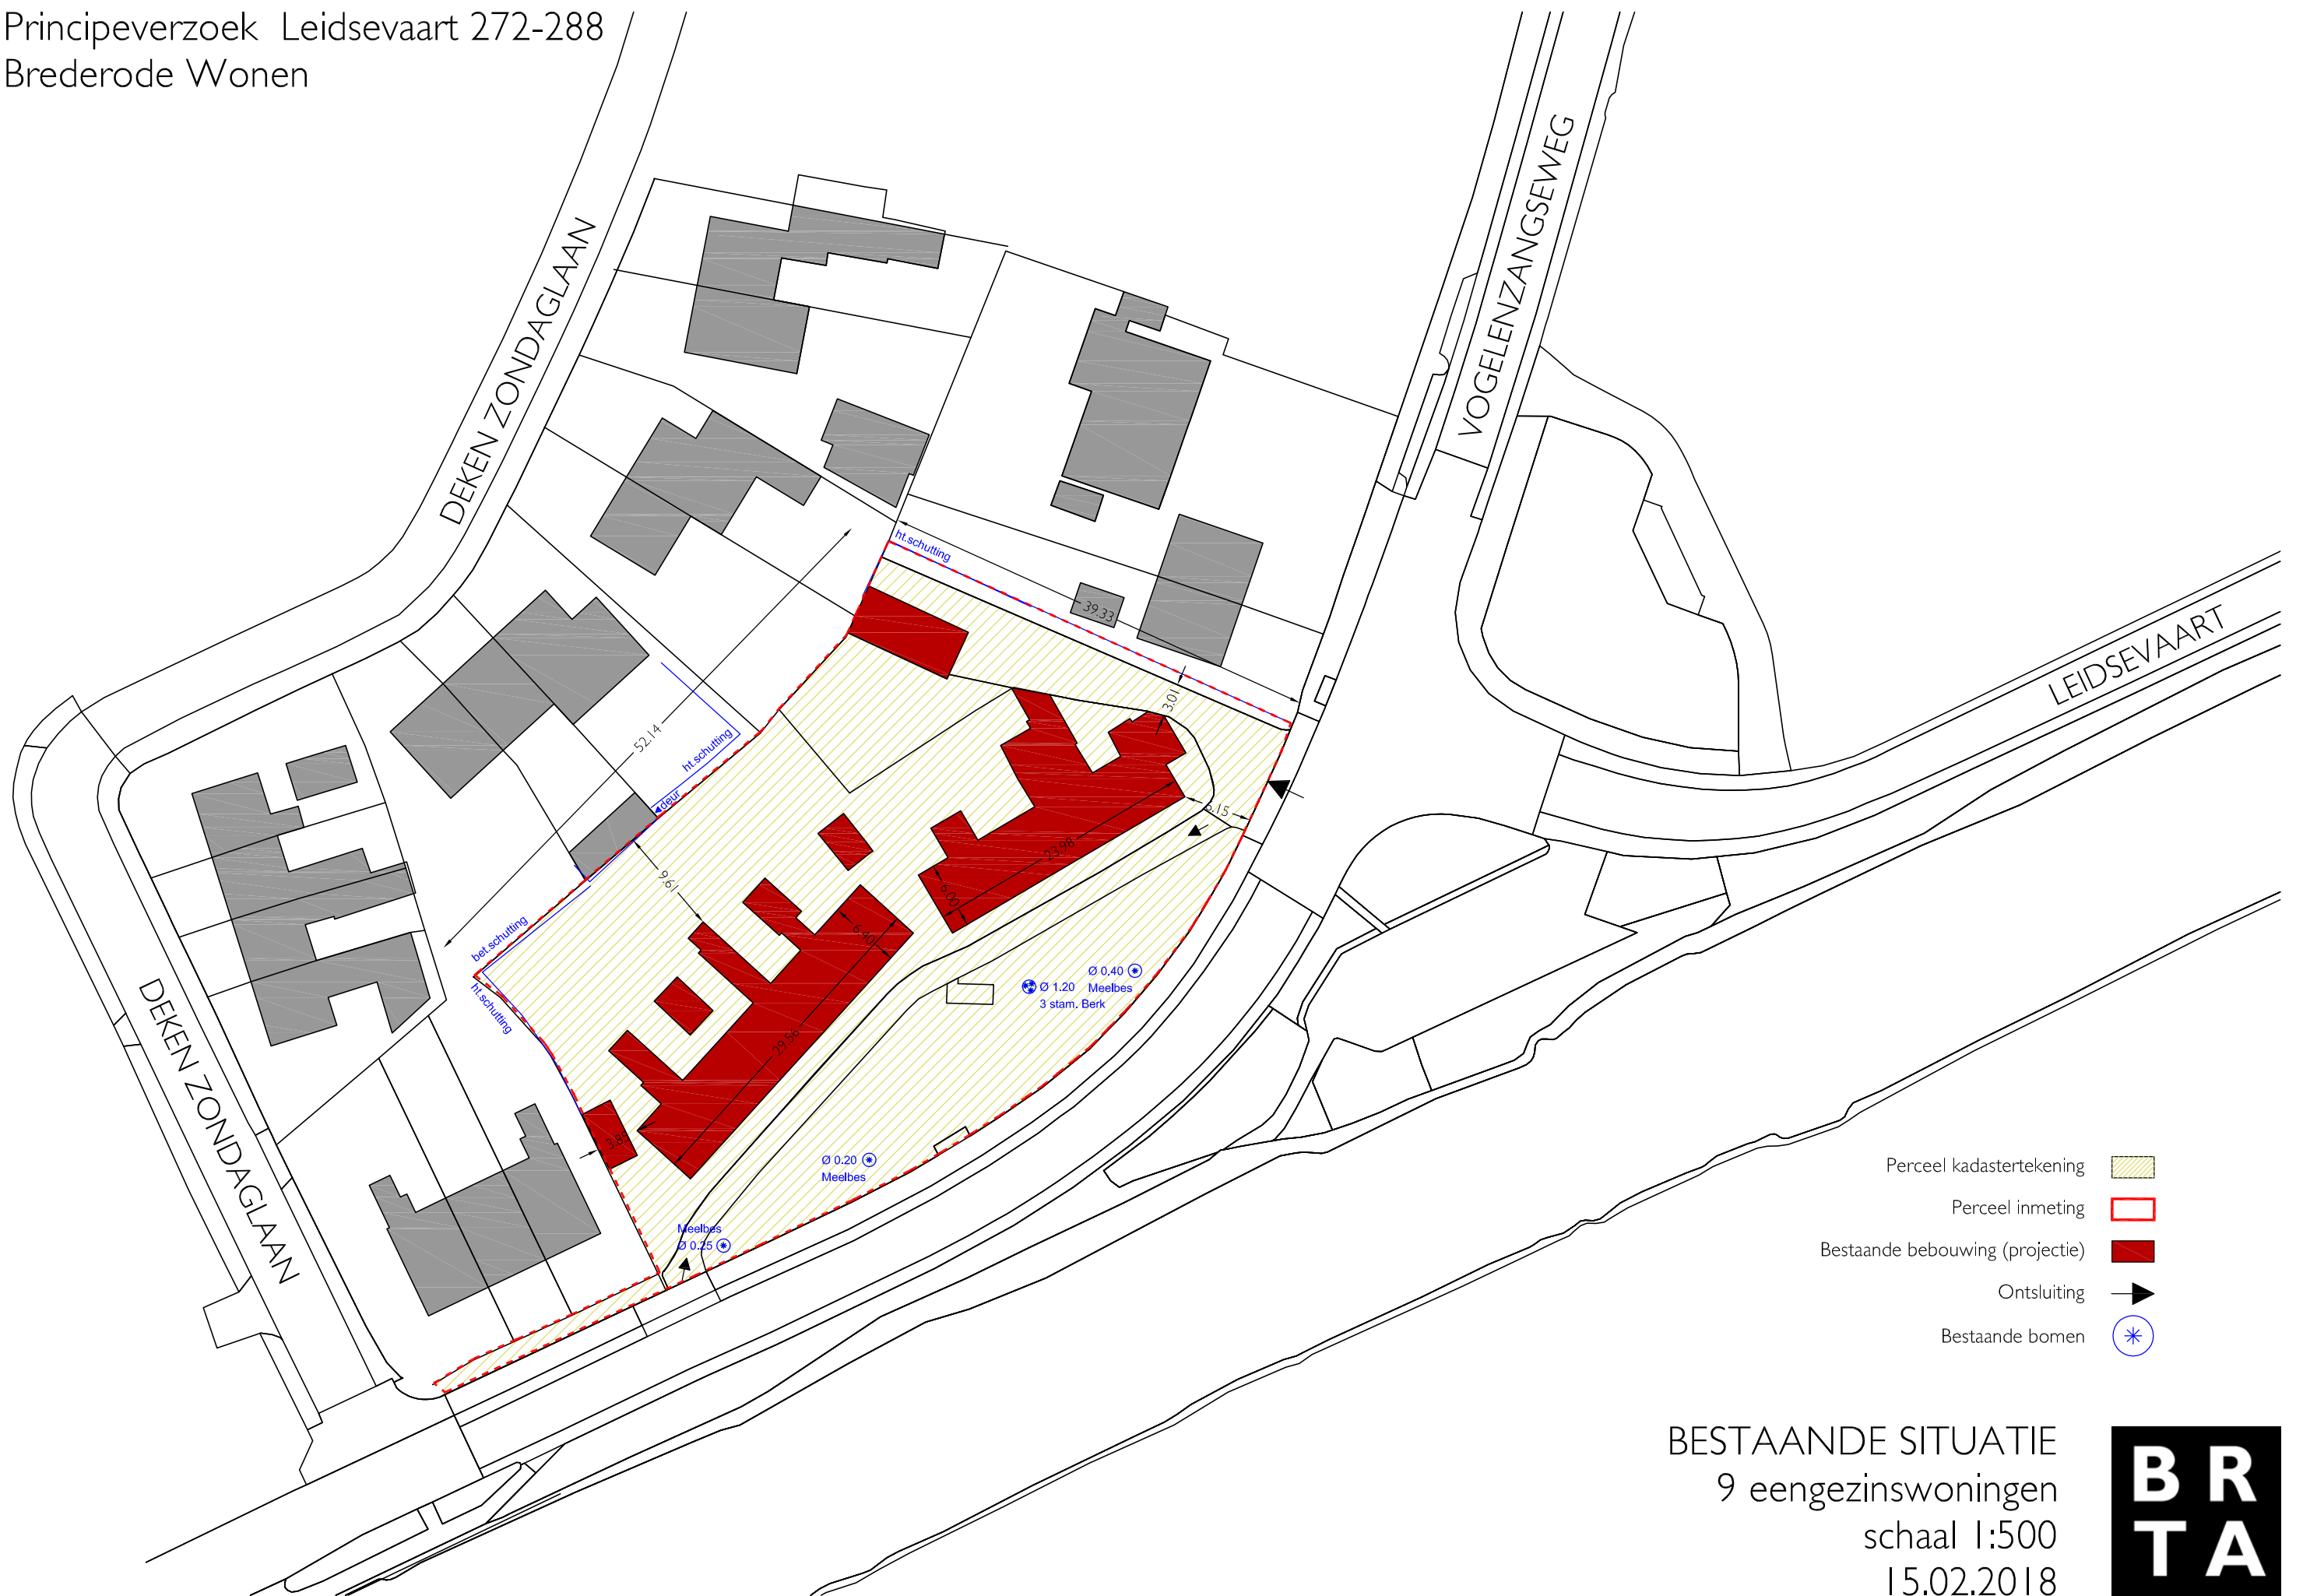 Principeverzoek Leidsevaart 272-288
Brederode Wonen
DEKEN ZONDAGLAAN
VOGELENZANGSEWEG
LEIDSEVAART
ht.schutting
39.33
3.01
52.14
ht.schutting
deur
6.15
23.98
6.00
9.61
6.40
bet.schutting
ht.schutting
Ø 0.40
Meelbes
Ø 1.20
3 stam. Berk
29.56
3.85
Ø 0.20
Meelbes
Meelbes
Ø 0.25
DEKEN ZONDAGLAAN
Perceel kadastertekening
Perceel inmeting
Bestaande bebouwing (projectie)
Ontsluiting
Bestaande bomen
BESTAANDE SITUATIE
9 eengezinswoningen
schaal 1:500
15.02.2018
B R
T A